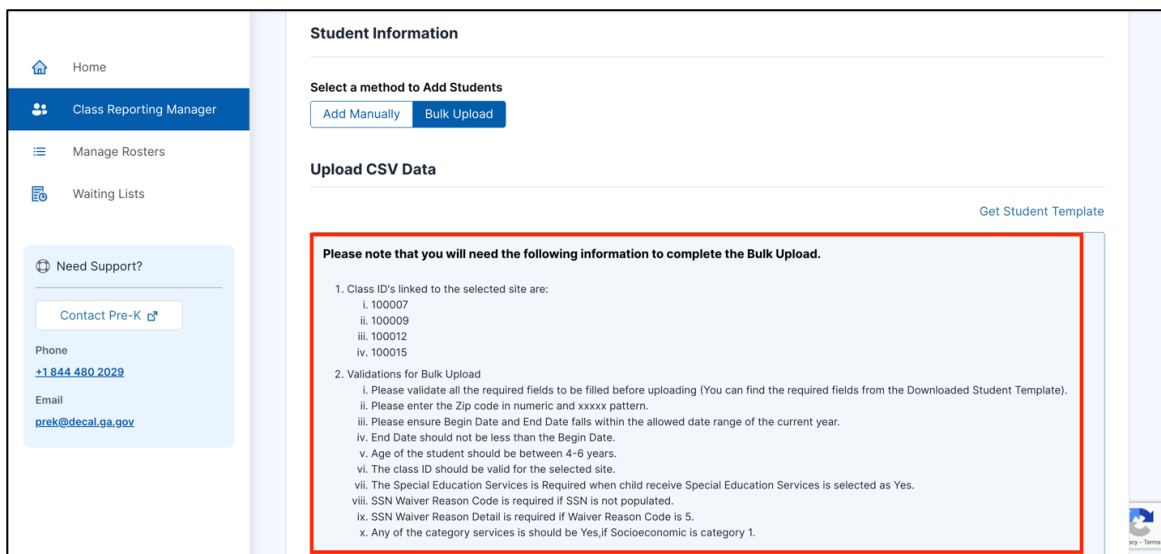 Home
Class Reporting Manager
Manage Rosters
Waiting Lists
Need Support?
Contact Pre-K
Phone
+1 844 480 2029
Email
prek@decal.ga.gov
Student Information
Select a method to Add Students
Add Manually
Bulk Upload
Upload CSV Data
Get Student Template
Please note that you will need the following information to complete the Bulk Upload.
1. Class ID's linked to the selected site are:
i. 100007
ii. 100009
iii. 100012
iv. 100015
2. Validations for Bulk Upload
i. Please validate all the required fields to be filled before uploading (You can find the required fields from the Downloaded Student Template).
ii. Please enter the Zip code in numeric and xxxxx pattern.
iii. Please ensure Begin Date and End Date falls within the allowed date range of the current year.
iv. End Date should not be less than the Begin Date.
v. Age of the student should be between 4-6 years.
vi. The class ID should be valid for the selected site.
vii. The Special Education Services is Required when child receive Special Education Services is selected as Yes.
viii. SSN Waiver Reason Code is required if SSN is not populated.
ix. SSN Waiver Reason Detail is required if Waiver Reason Code is 5.
x. Any of the category services is should be Yes,if Socioeconomic is category 1.
- Terms